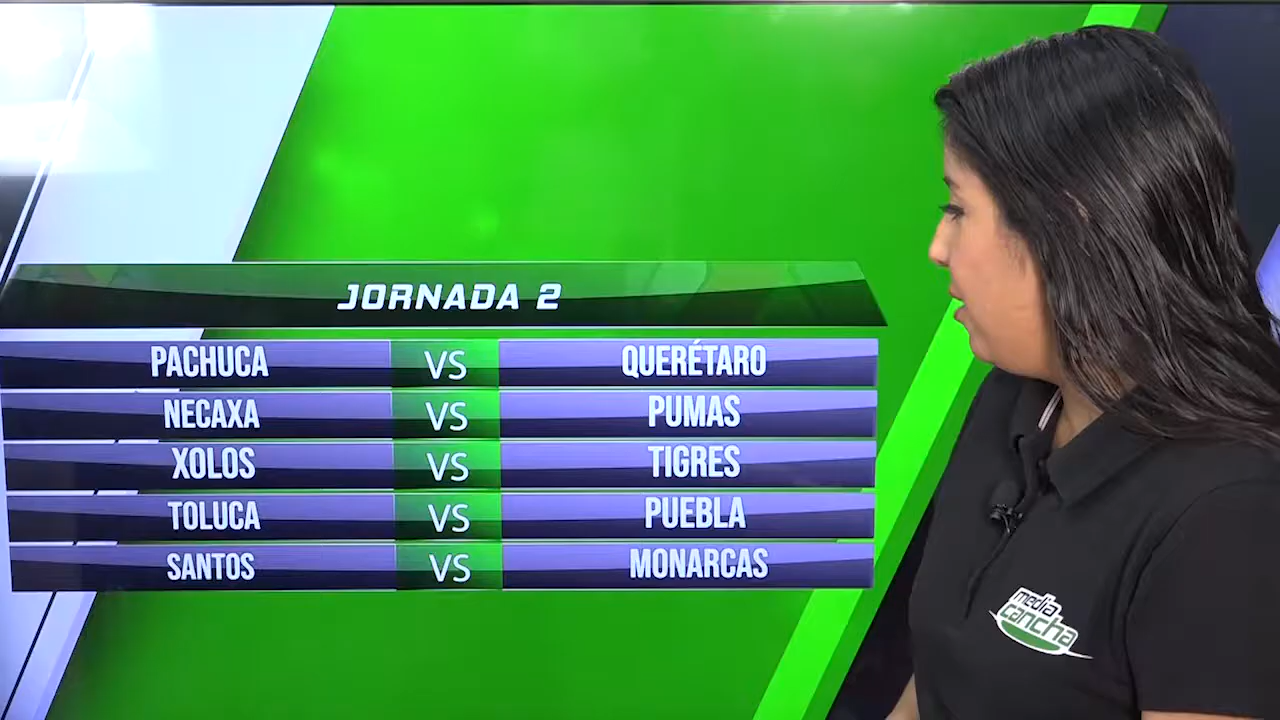 JORNADA 2
PACHUCA VS QUERÉTARO
NECAXA VS PUMAS
XOLOS VS TIGRES
TOLUCA VS PUEBLA
SANTOS VS MONARCAS
media
cancha